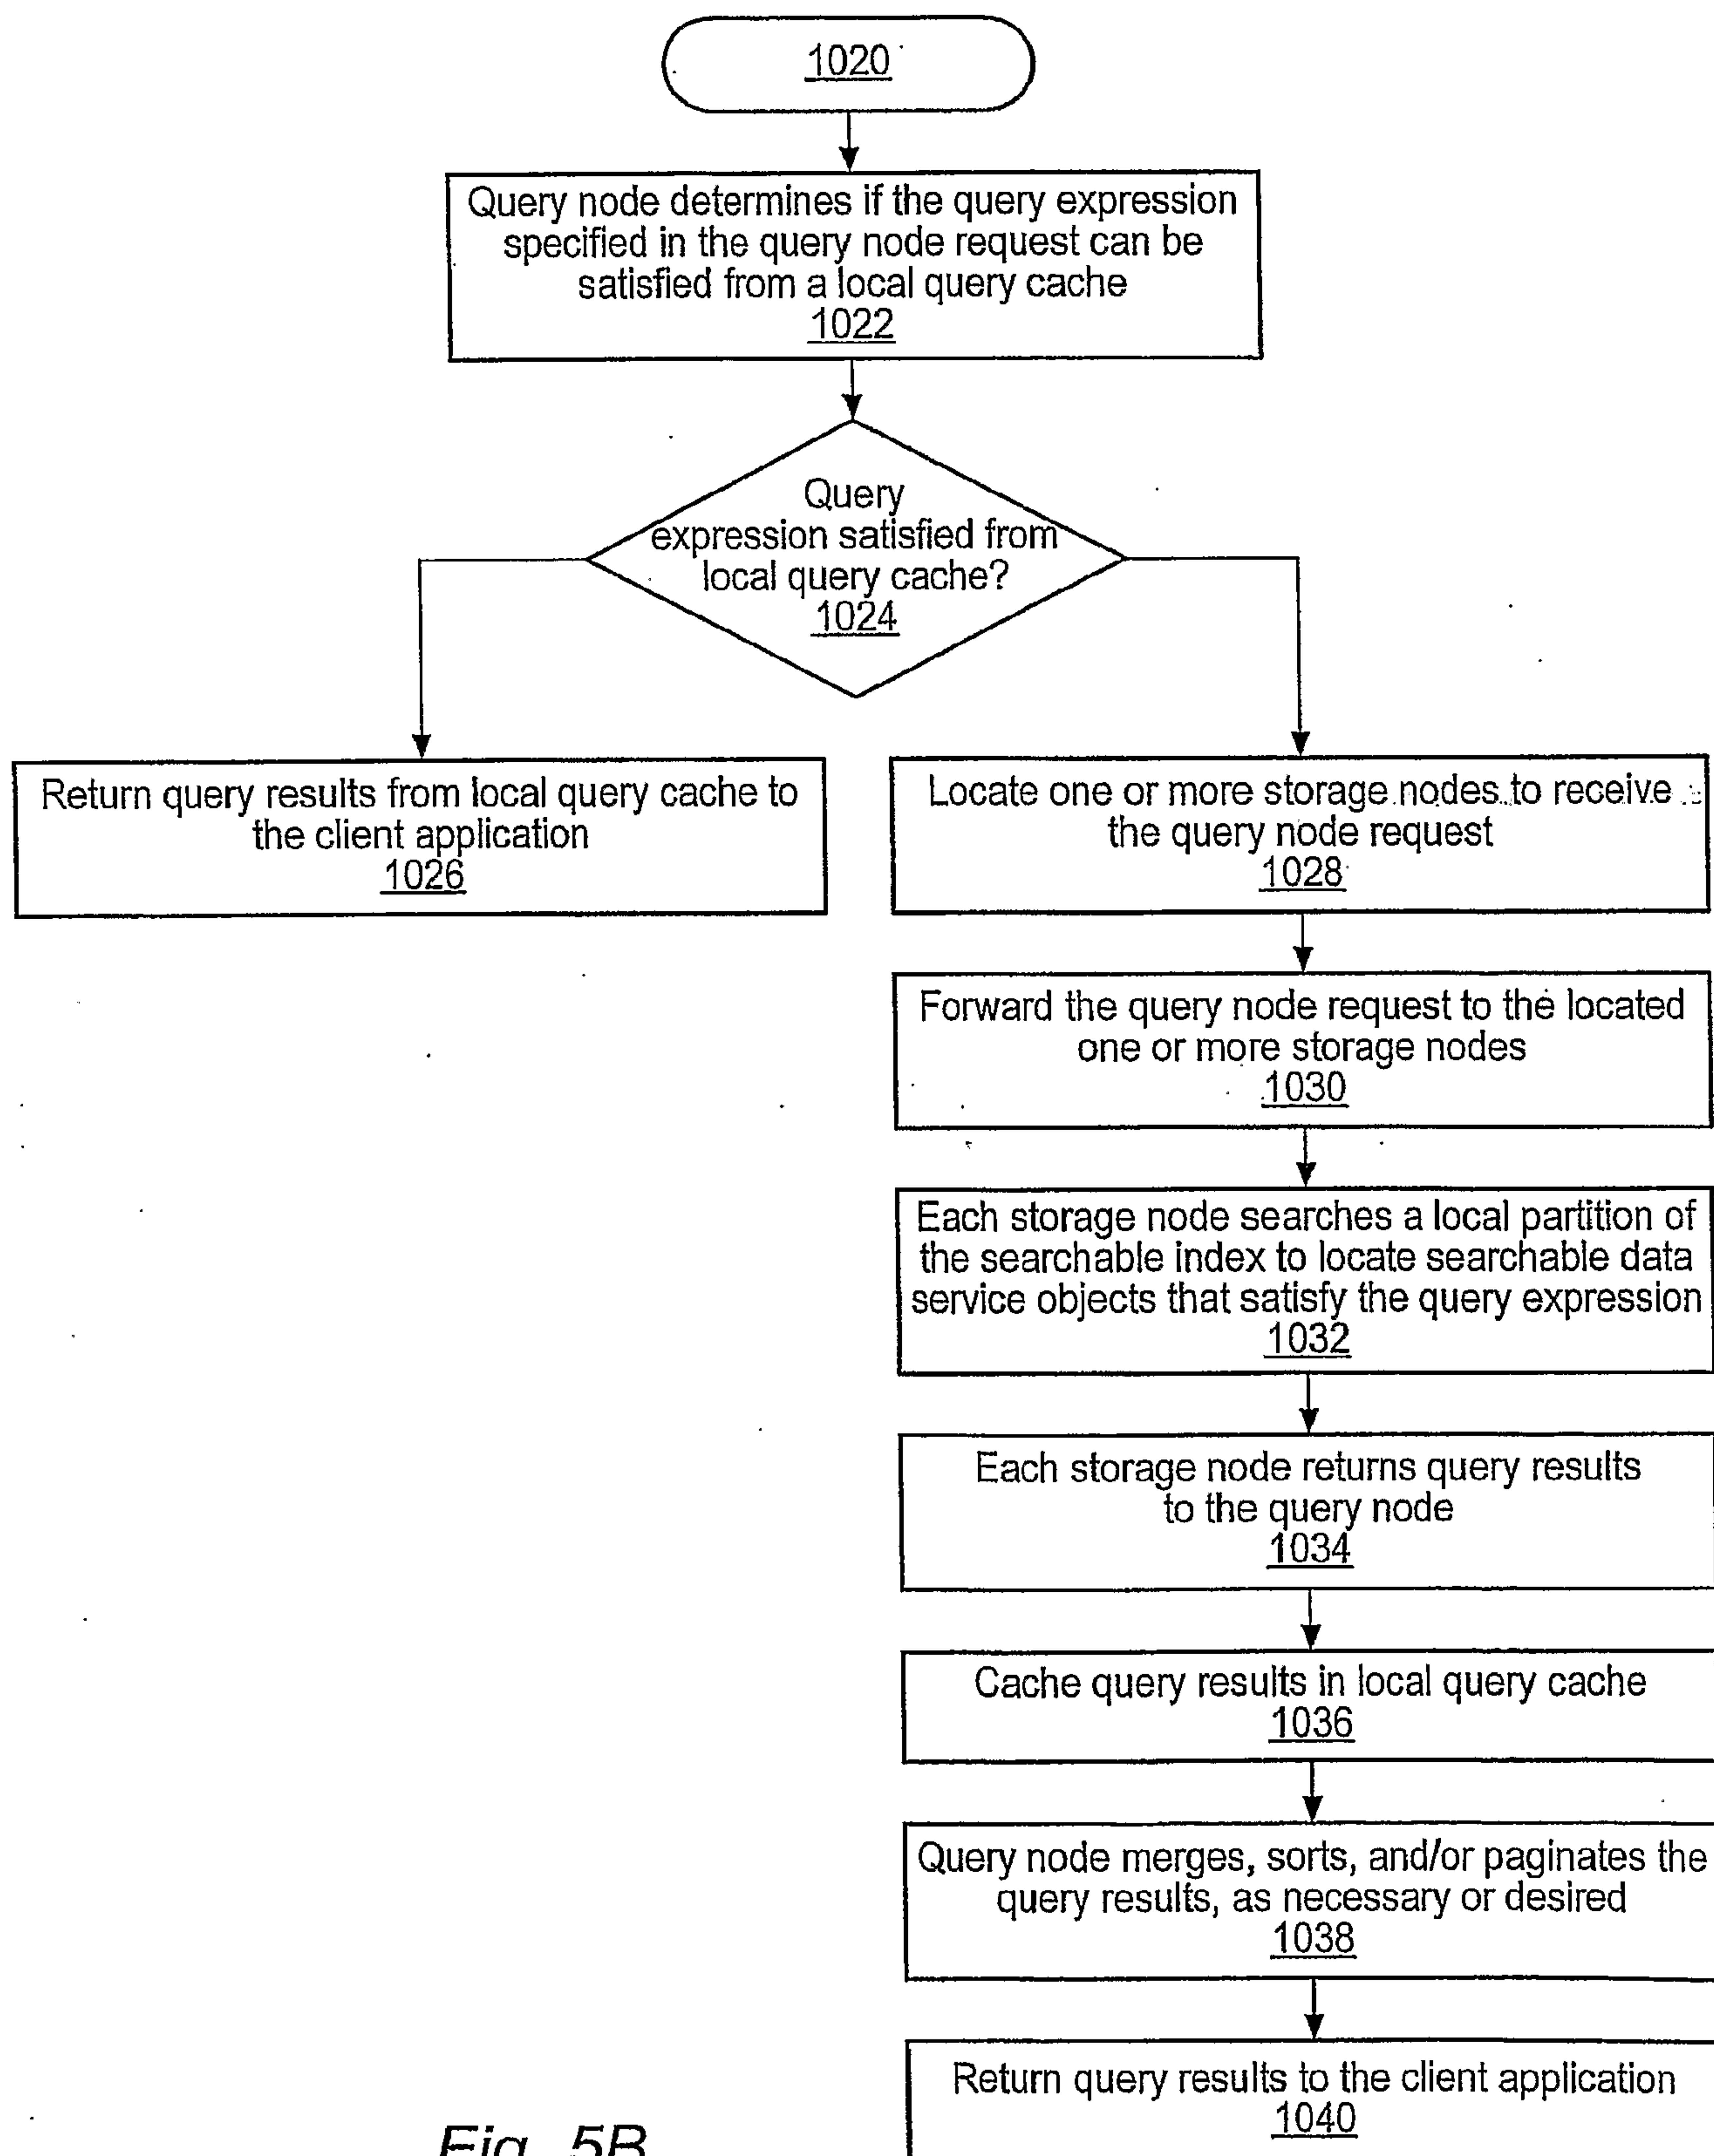 1020
Query node determines if the query expression
specified in the query node request can be
satisfied from a local query cache
1022
Query
expression satisfied from
local query cache?
1024
Return query results from local query cache to
the client application
1026
Locate one or more storage nodes to receive
the query node request
1028
Forward the query node request to the located
one or more storage nodes
1030
Each storage node searches a local partition of
the searchable index to locate searchable data
service objects that satisfy the query expression
1032
Each storage node returns query results
to the query node
1034
Cache query results in local query cache
1036
Query node merges, sorts, and/or paginates the
query results, as necessary or desired
1038
Return query results to the client application
1040
Fig. 5B